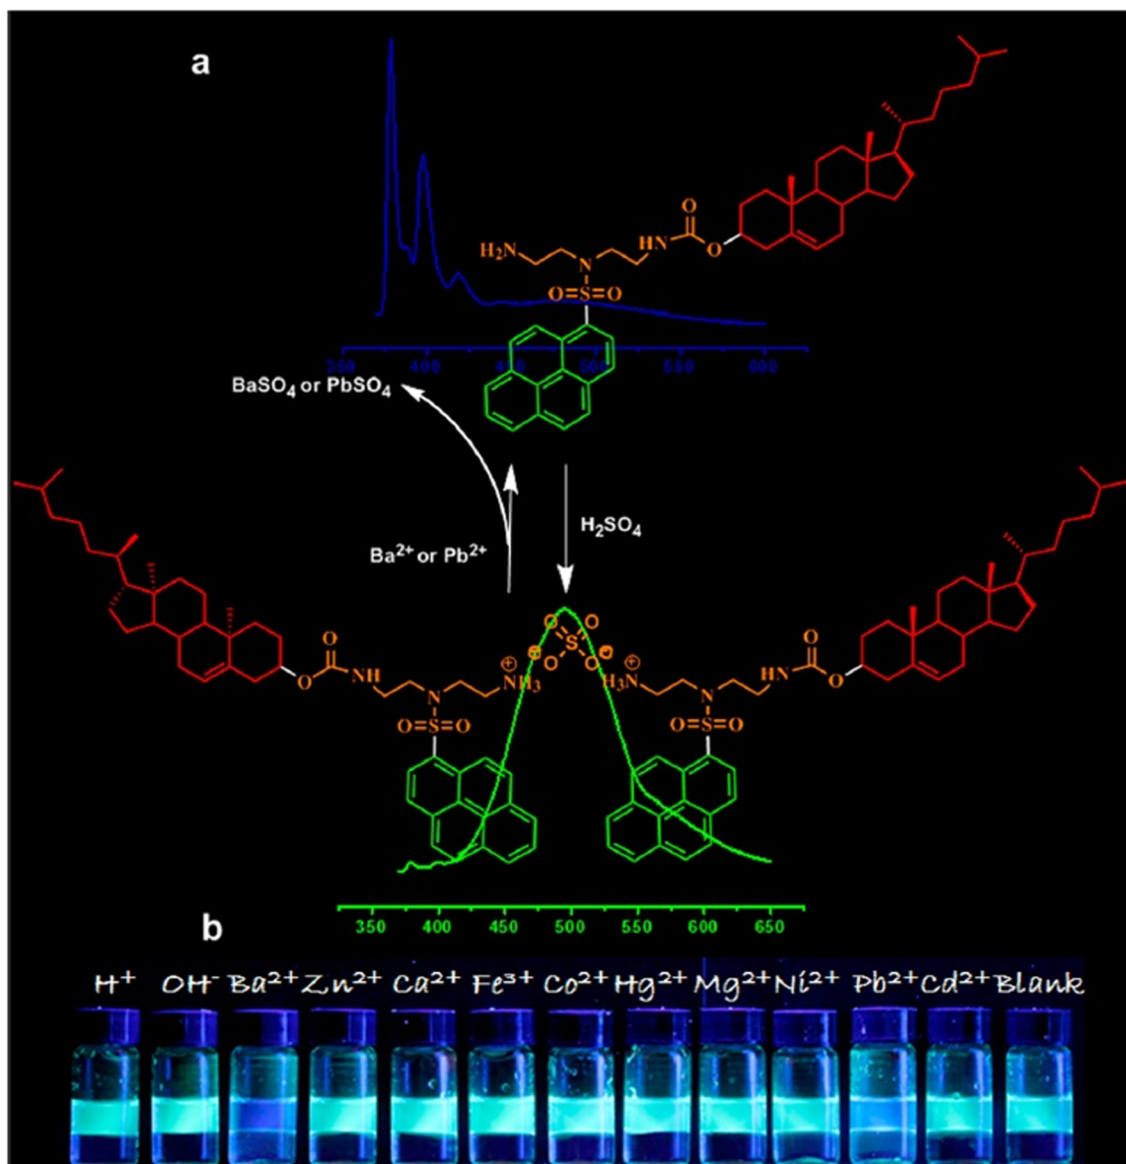 a
O
HN
O
H₂N
N
O=S=O
350 400 450 500 550 600
BaSO₄ or PbSO₄
H₂SO₄
Ba²⁺ or Pb²⁺
O O
S
O O
O
O
NH
N
⊕
NH₃
⊖
⊖
⊕
H₃N
N
HN
O
O
O=S=O
O=S=O
350 400 450 500 550 600 650
b
H⁺ OH⁻ Ba²⁺ Zn²⁺ Ca²⁺ Fe³⁺ Co²⁺ Hg²⁺ Mg²⁺ Ni²⁺ Pb²⁺ Cd²⁺ Blank